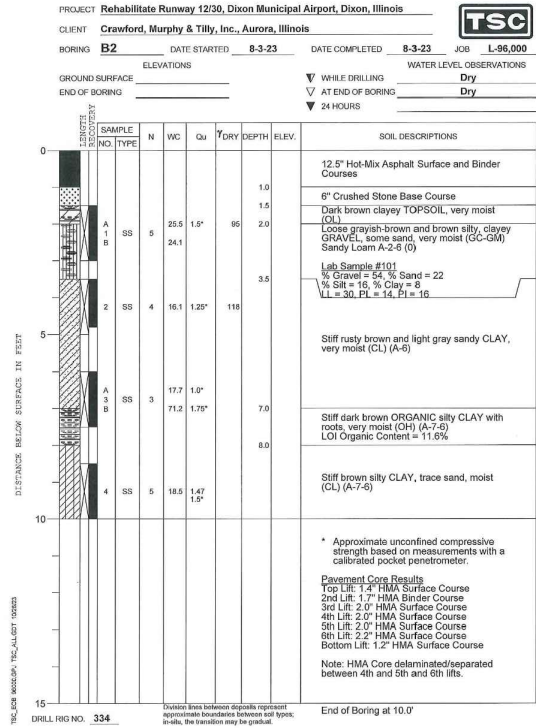 PROJECT Rehabilitate Runway 12/30, Dixon Municipal Airport, Dixon, Illinois
TSC
CLIENT Crawford, Murphy & Tilly, Inc., Aurora, Illinois
BORING B2 DATE STARTED 8-3-23 DATE COMPLETED 8-3-23 JOB L-96,000
ELEVATIONS WATER LEVEL OBSERVATIONS
GROUND SURFACE WHILE DRILLING Dry
END OF BORING AT END OF BORING Dry
24 HOURS
LENGTH
RECOVERY
SAMPLE N WC Qu γDRY DEPTH ELEV. SOIL DESCRIPTIONS
NO. TYPE
0
12.5" Hot-Mix Asphalt Surface and Binder
Courses
1.0
6" Crushed Stone Base Course
1.5
Dark brown clayey TOPSOIL, very moist
(OL)
A 25.5 1.5* 95 2.0
1 SS 5
B 24.1
Loose grayish-brown and brown silty, clayey
GRAVEL, some sand, very moist (GC-GM)
Sandy Loam A-2-6 (0)
Lab Sample #101
% Gravel = 54, % Sand = 22
% Silt = 16, % Clay = 8
LL = 30, PL = 14, PI = 16
3.5
2 SS 4 16.1 1.25* 118
5
Stiff rusty brown and light gray sandy CLAY,
very moist (CL) (A-6)
A 17.7 1.0*
3 SS 3
B 71.2 1.75* 7.0
Stiff dark brown ORGANIC silty CLAY with
roots, very moist (OH) (A-7-6)
LOI Organic Content = 11.6%
8.0
Stiff brown silty CLAY, trace sand, moist
(CL) (A-7-6)
4 SS 5 18.5 1.47
1.5*
10
* Approximate unconfined compressive
strength based on measurements with a
calibrated pocket penetrometer.
Pavement Core Results
Top Lift: 1.4" HMA Surface Course
2nd Lift: 1.7" HMA Binder Course
3rd Lift: 2.0" HMA Surface Course
4th Lift: 2.0" HMA Surface Course
5th Lift: 2.0" HMA Surface Course
6th Lift: 2.2" HMA Surface Course
Bottom Lift: 1.2" HMA Surface Course
Note: HMA Core delaminated/separated
between 4th and 5th and 6th lifts.
15
End of Boring at 10.0'
DISTANCE BELOW SURFACE IN FEET
Division lines between deposits represent
approximate boundaries between soil types;
in-situ, the transition may be gradual.
DRILL RIG NO. 334